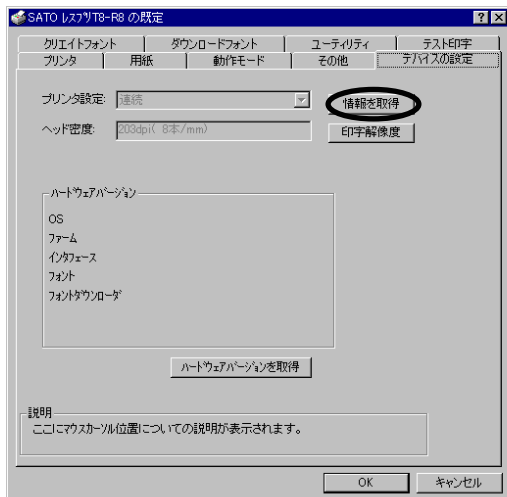 SATO ﾚｽﾌﾟﾘT8-R8 の既定
クリエイトフォント ダウンロードフォント ユーティリティ テスト印字
プリンタ 用紙 動作モード その他 デバイスの設定
プリンタ設定: 連続 情報を取得
ヘッド密度: 203dpi( 8本/mm) 印字解像度
ﾊｰﾄﾞｳｪｱﾊﾞｰｼﾞｮﾝ
OS
ﾌｧｰﾑ
ｲﾝﾀﾌｪｰｽ
ﾌｫﾝﾄ
ﾌｫﾝﾄﾀﾞｳﾝﾛｰﾀﾞ
ﾊｰﾄﾞｳｪｱﾊﾞｰｼﾞｮﾝを取得
説明
ここにマウスカーソル位置についての説明が表示されます。
OK キャンセル